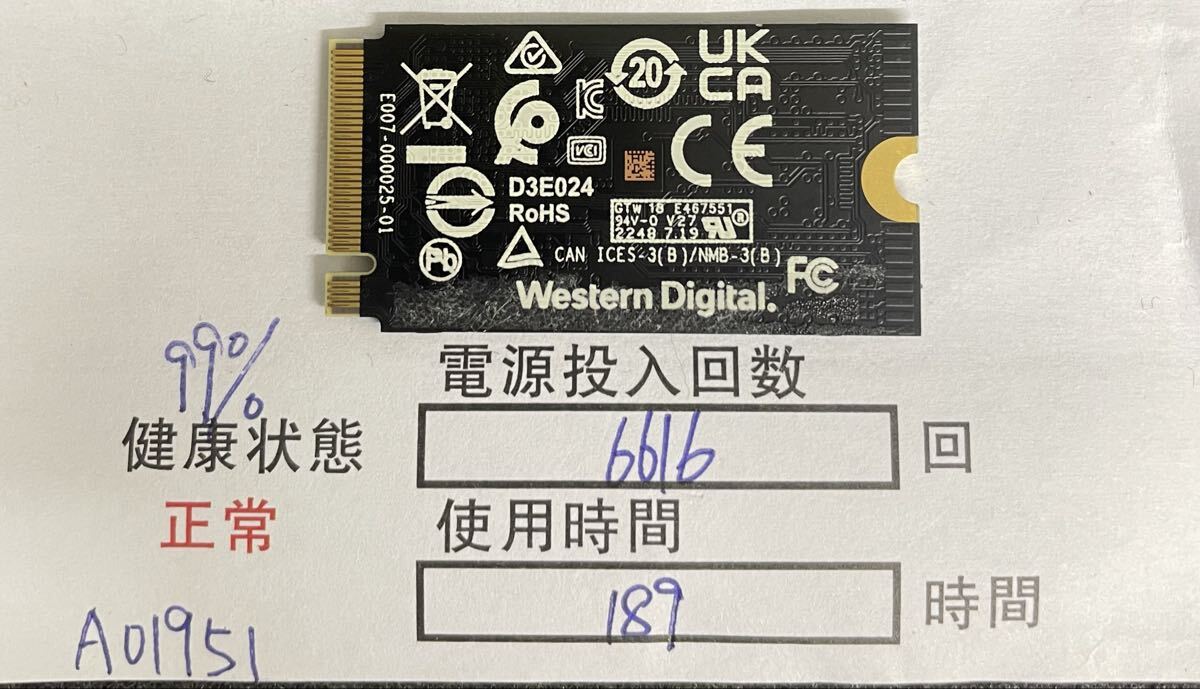 UK
CA
20
E007-000025-01
D3E024
RoHS
GTW 18 E467551
94V-0 V27
2248 7.19
Pb
CAN ICES-3(B)/NMB-3(B)
FC
Western Digital.
99%
健康状態
正常
電源投入回数
6616 回
使用時間
189 時間
A01951